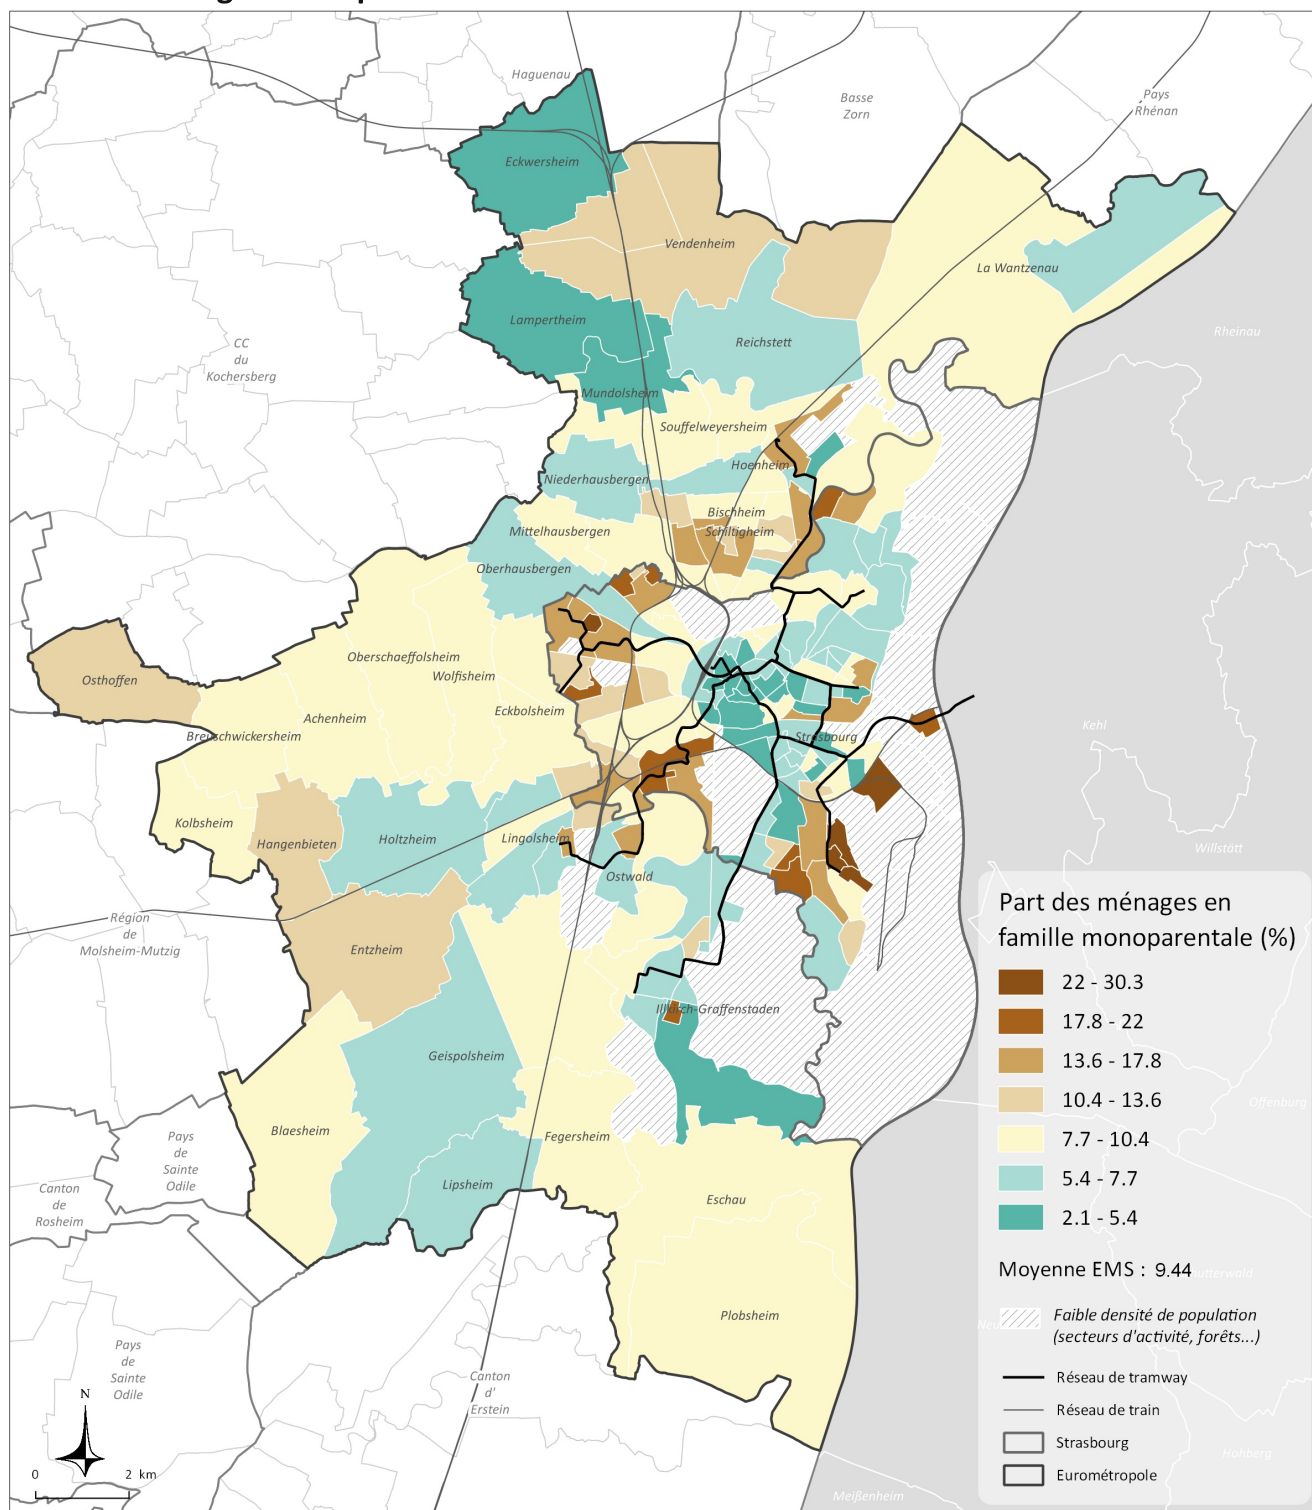 Haguenau
Basse
Zorn
Pays
Rhénan
Eckwersheim
Vendenheim
La Wantzenau
Lampertheim
Rheinau
Reichstett
CC
du
Kochersberg
Mundolsheim
Souffelweyersheim
Hoenheim
Niederhausbergen
Bischheim
Mittelhausbergen
Schiltigheim
Oberhausbergen
Oberschaeffolsheim
Wolfisheim
Osthoffen
Eckbolsheim
Achenheim
Breuschwickersheim
Strasbourg
Kehl
Kolbsheim
Hangenbieten
Holtzheim
Lingolsheim
Willstätt
Ostwald
Région
de
Molsheim-Mutzig
Entzheim
Illkirch-Graffenstaden
Geispolsheim
Offenburg
Blaesheim
Fegersheim
Pays
de
Sainte
Odile
Lipsheim
Canton
de
Rosheim
Eschau
Plobsheim
Pays
de
Sainte
Odile
Canton
d'
Erstein
Hohberg
Meißenheim
N
0 2 km
Part des ménages en
famille monoparentale (%)
22 - 30.3
17.8 - 22
13.6 - 17.8
10.4 - 13.6
7.7 - 10.4
5.4 - 7.7
2.1 - 5.4
Moyenne EMS : 9.44
Faible densité de population
(secteurs d'activité, forêts...)
Réseau de tramway
Réseau de train
Strasbourg
Eurométropole